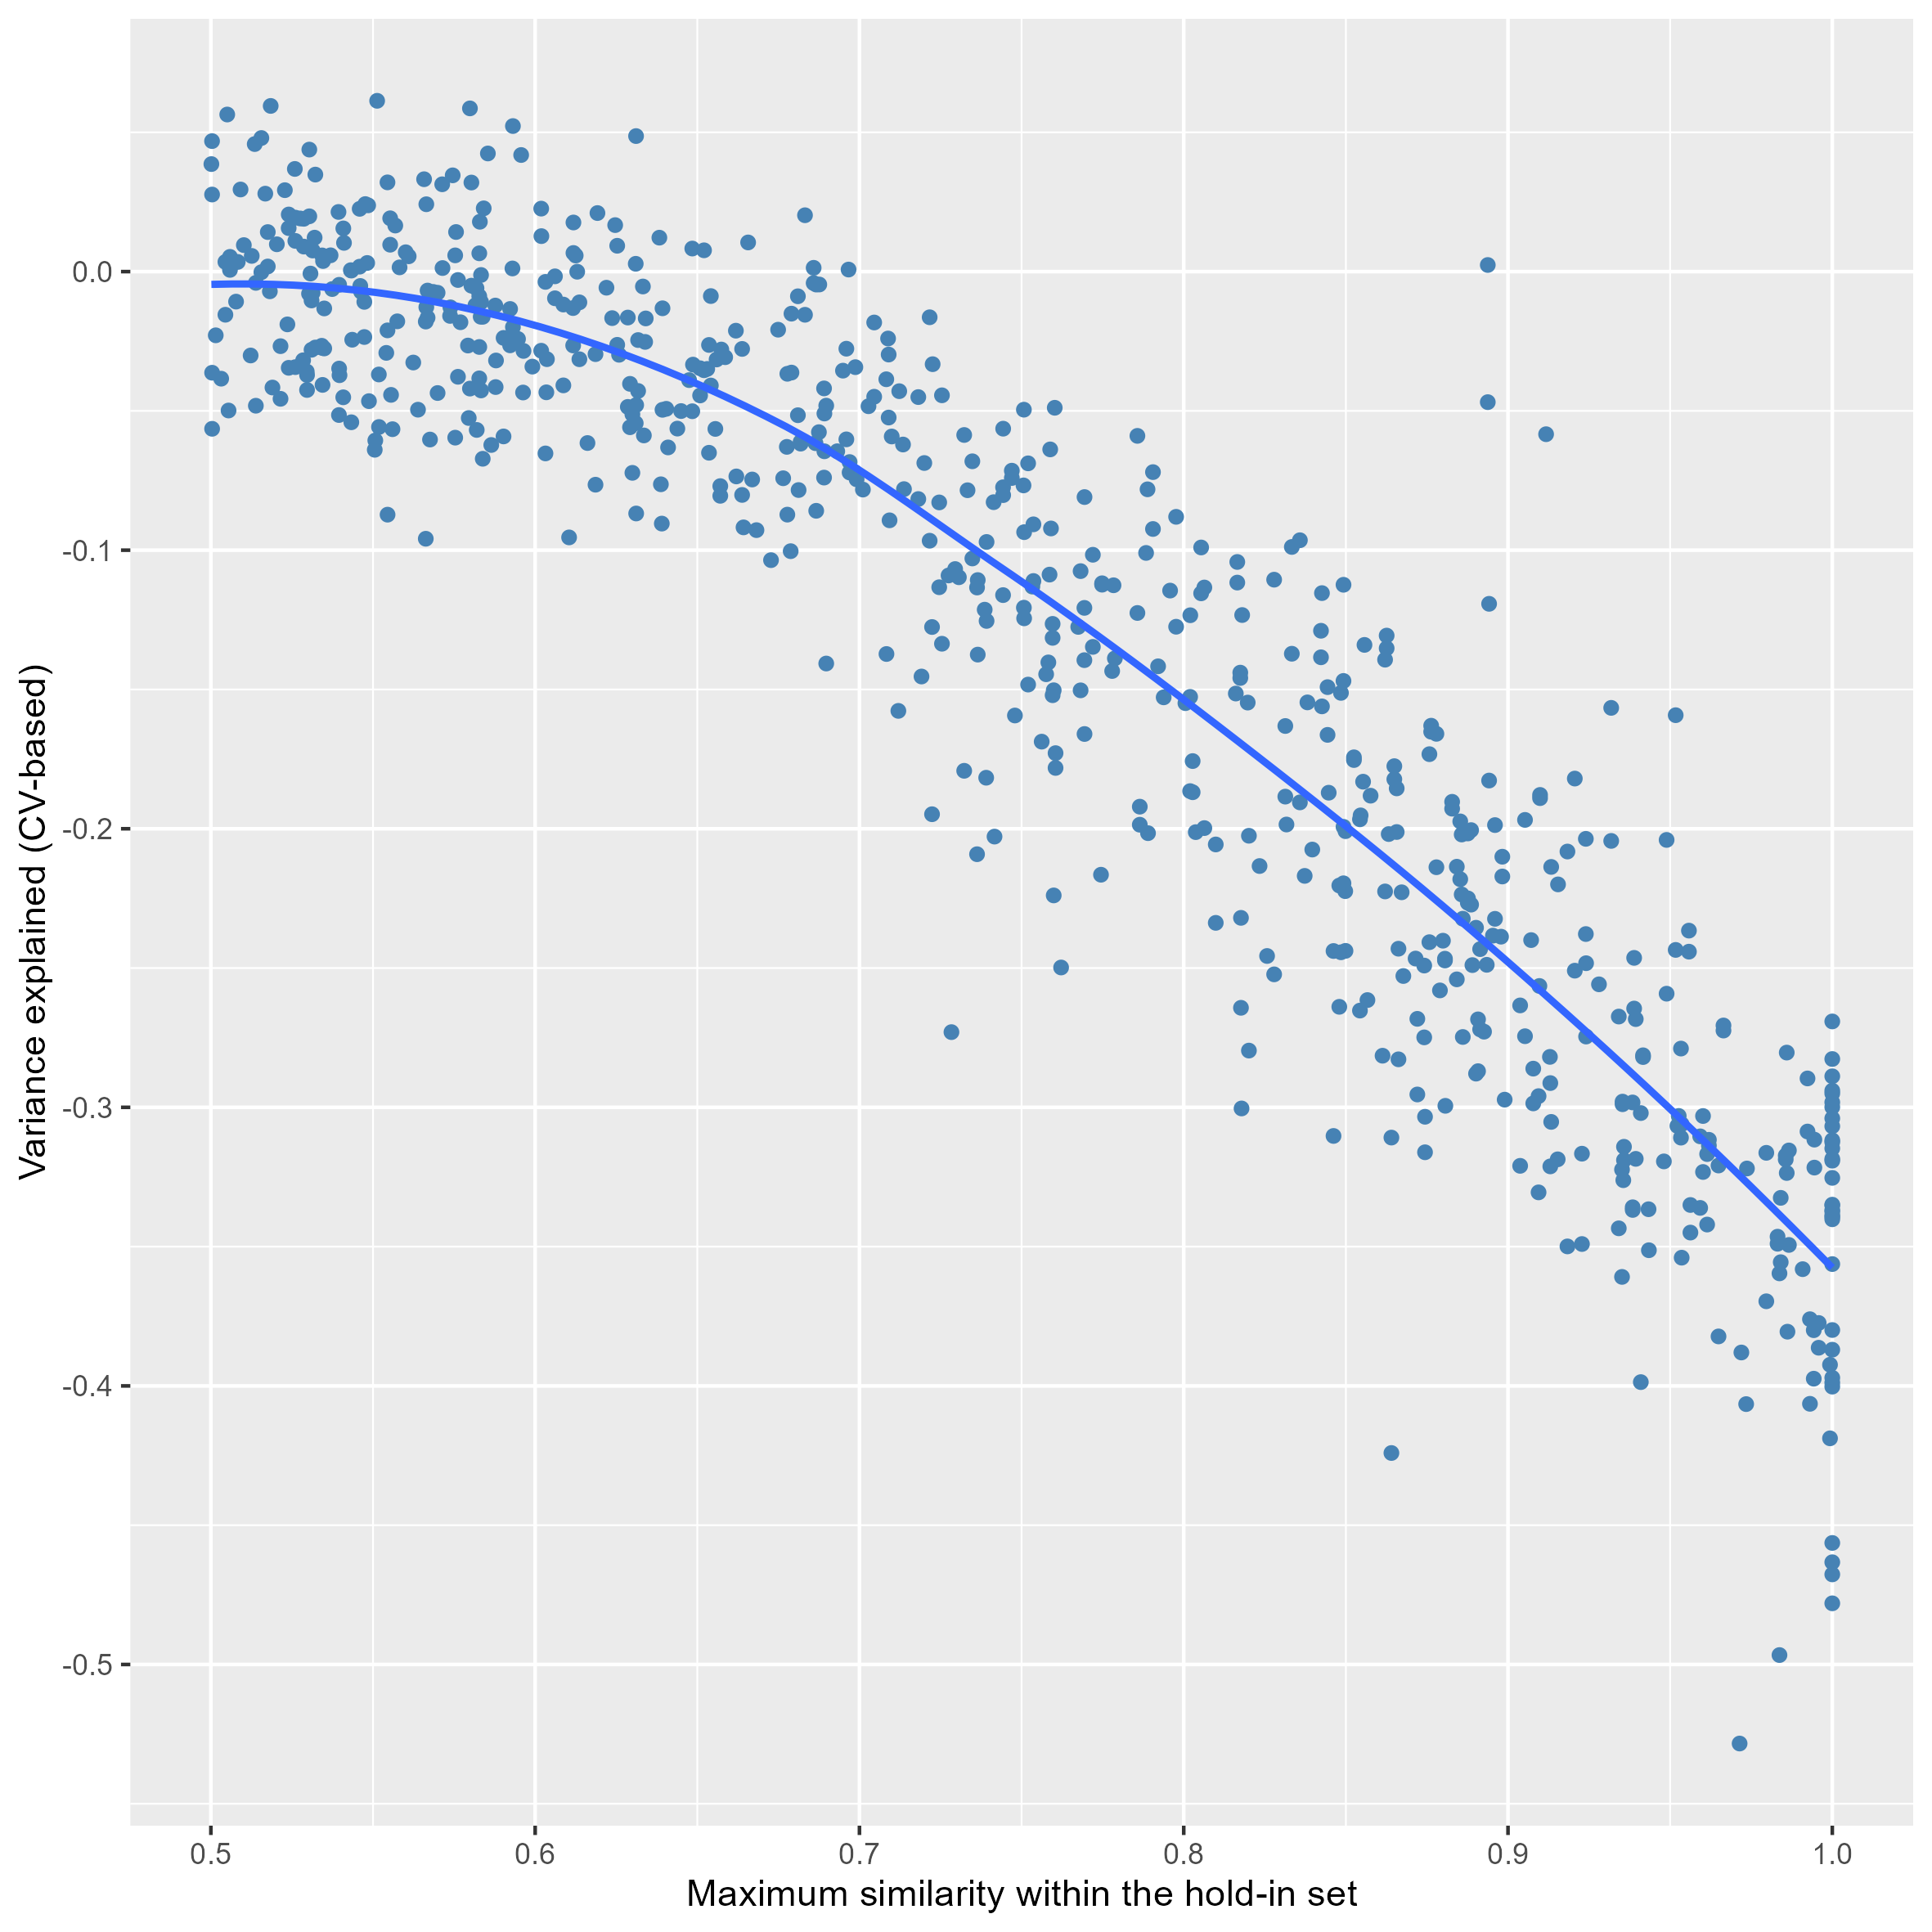 Variance explained (CV-based)
0.0
-0.1
-0.2
-0.3
-0.4
-0.5
0.5 0.6 0.7 0.8 0.9 1.0
Maximum similarity within the hold-in set